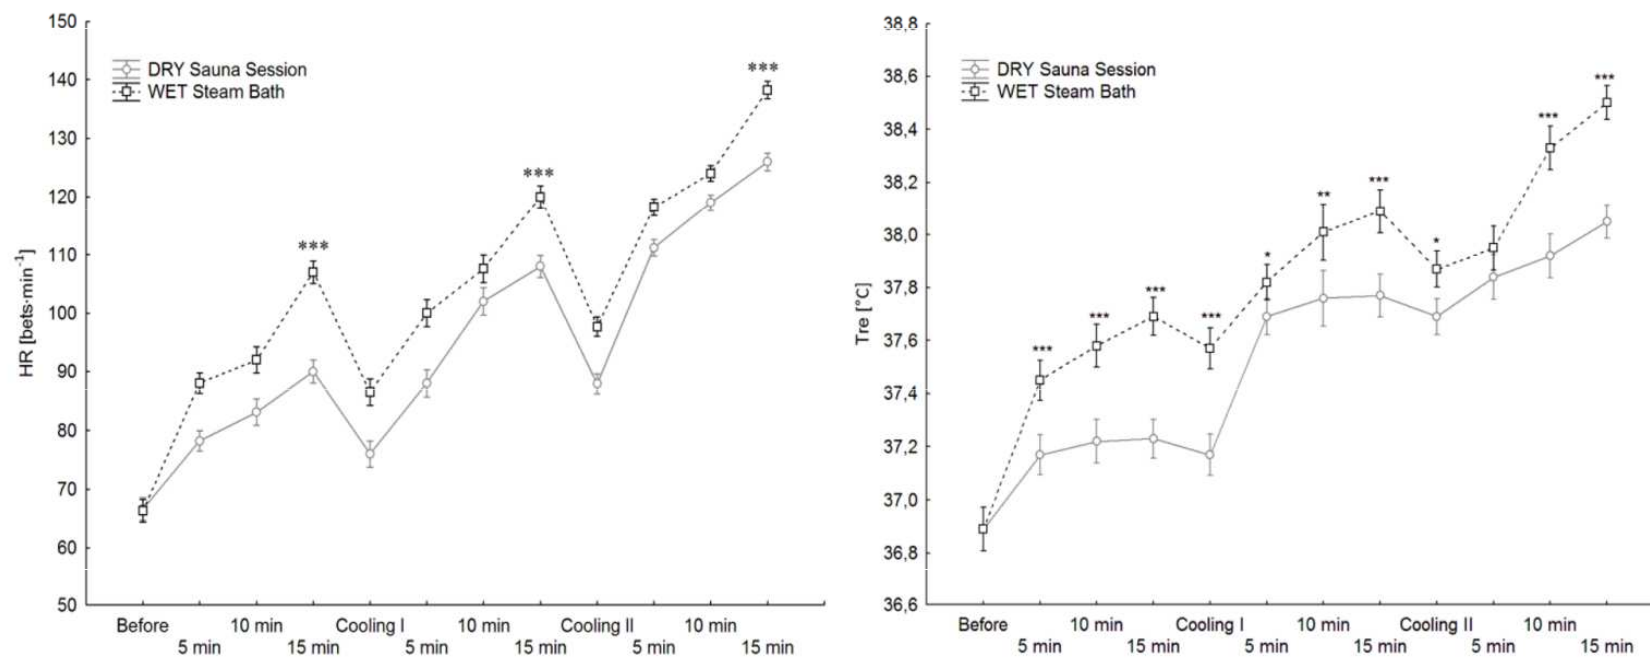 150
140
130
120
110
100
90
80
70
60
50
HR [bets·min-1]
DRY Sauna Session
WET Steam Bath
***
***
***
Before
5 min
10 min
15 min
Cooling I
5 min
10 min
15 min
Cooling II
5 min
10 min
15 min
38,8
38,6
38,4
38,2
38,0
37,8
37,6
37,4
37,2
37,0
36,8
36,6
Tre [°C]
DRY Sauna Session
WET Steam Bath
***
***
***
***
*
**
***
*
***
***
Before
5 min
10 min
15 min
Cooling I
5 min
10 min
15 min
Cooling II
5 min
10 min
15 min